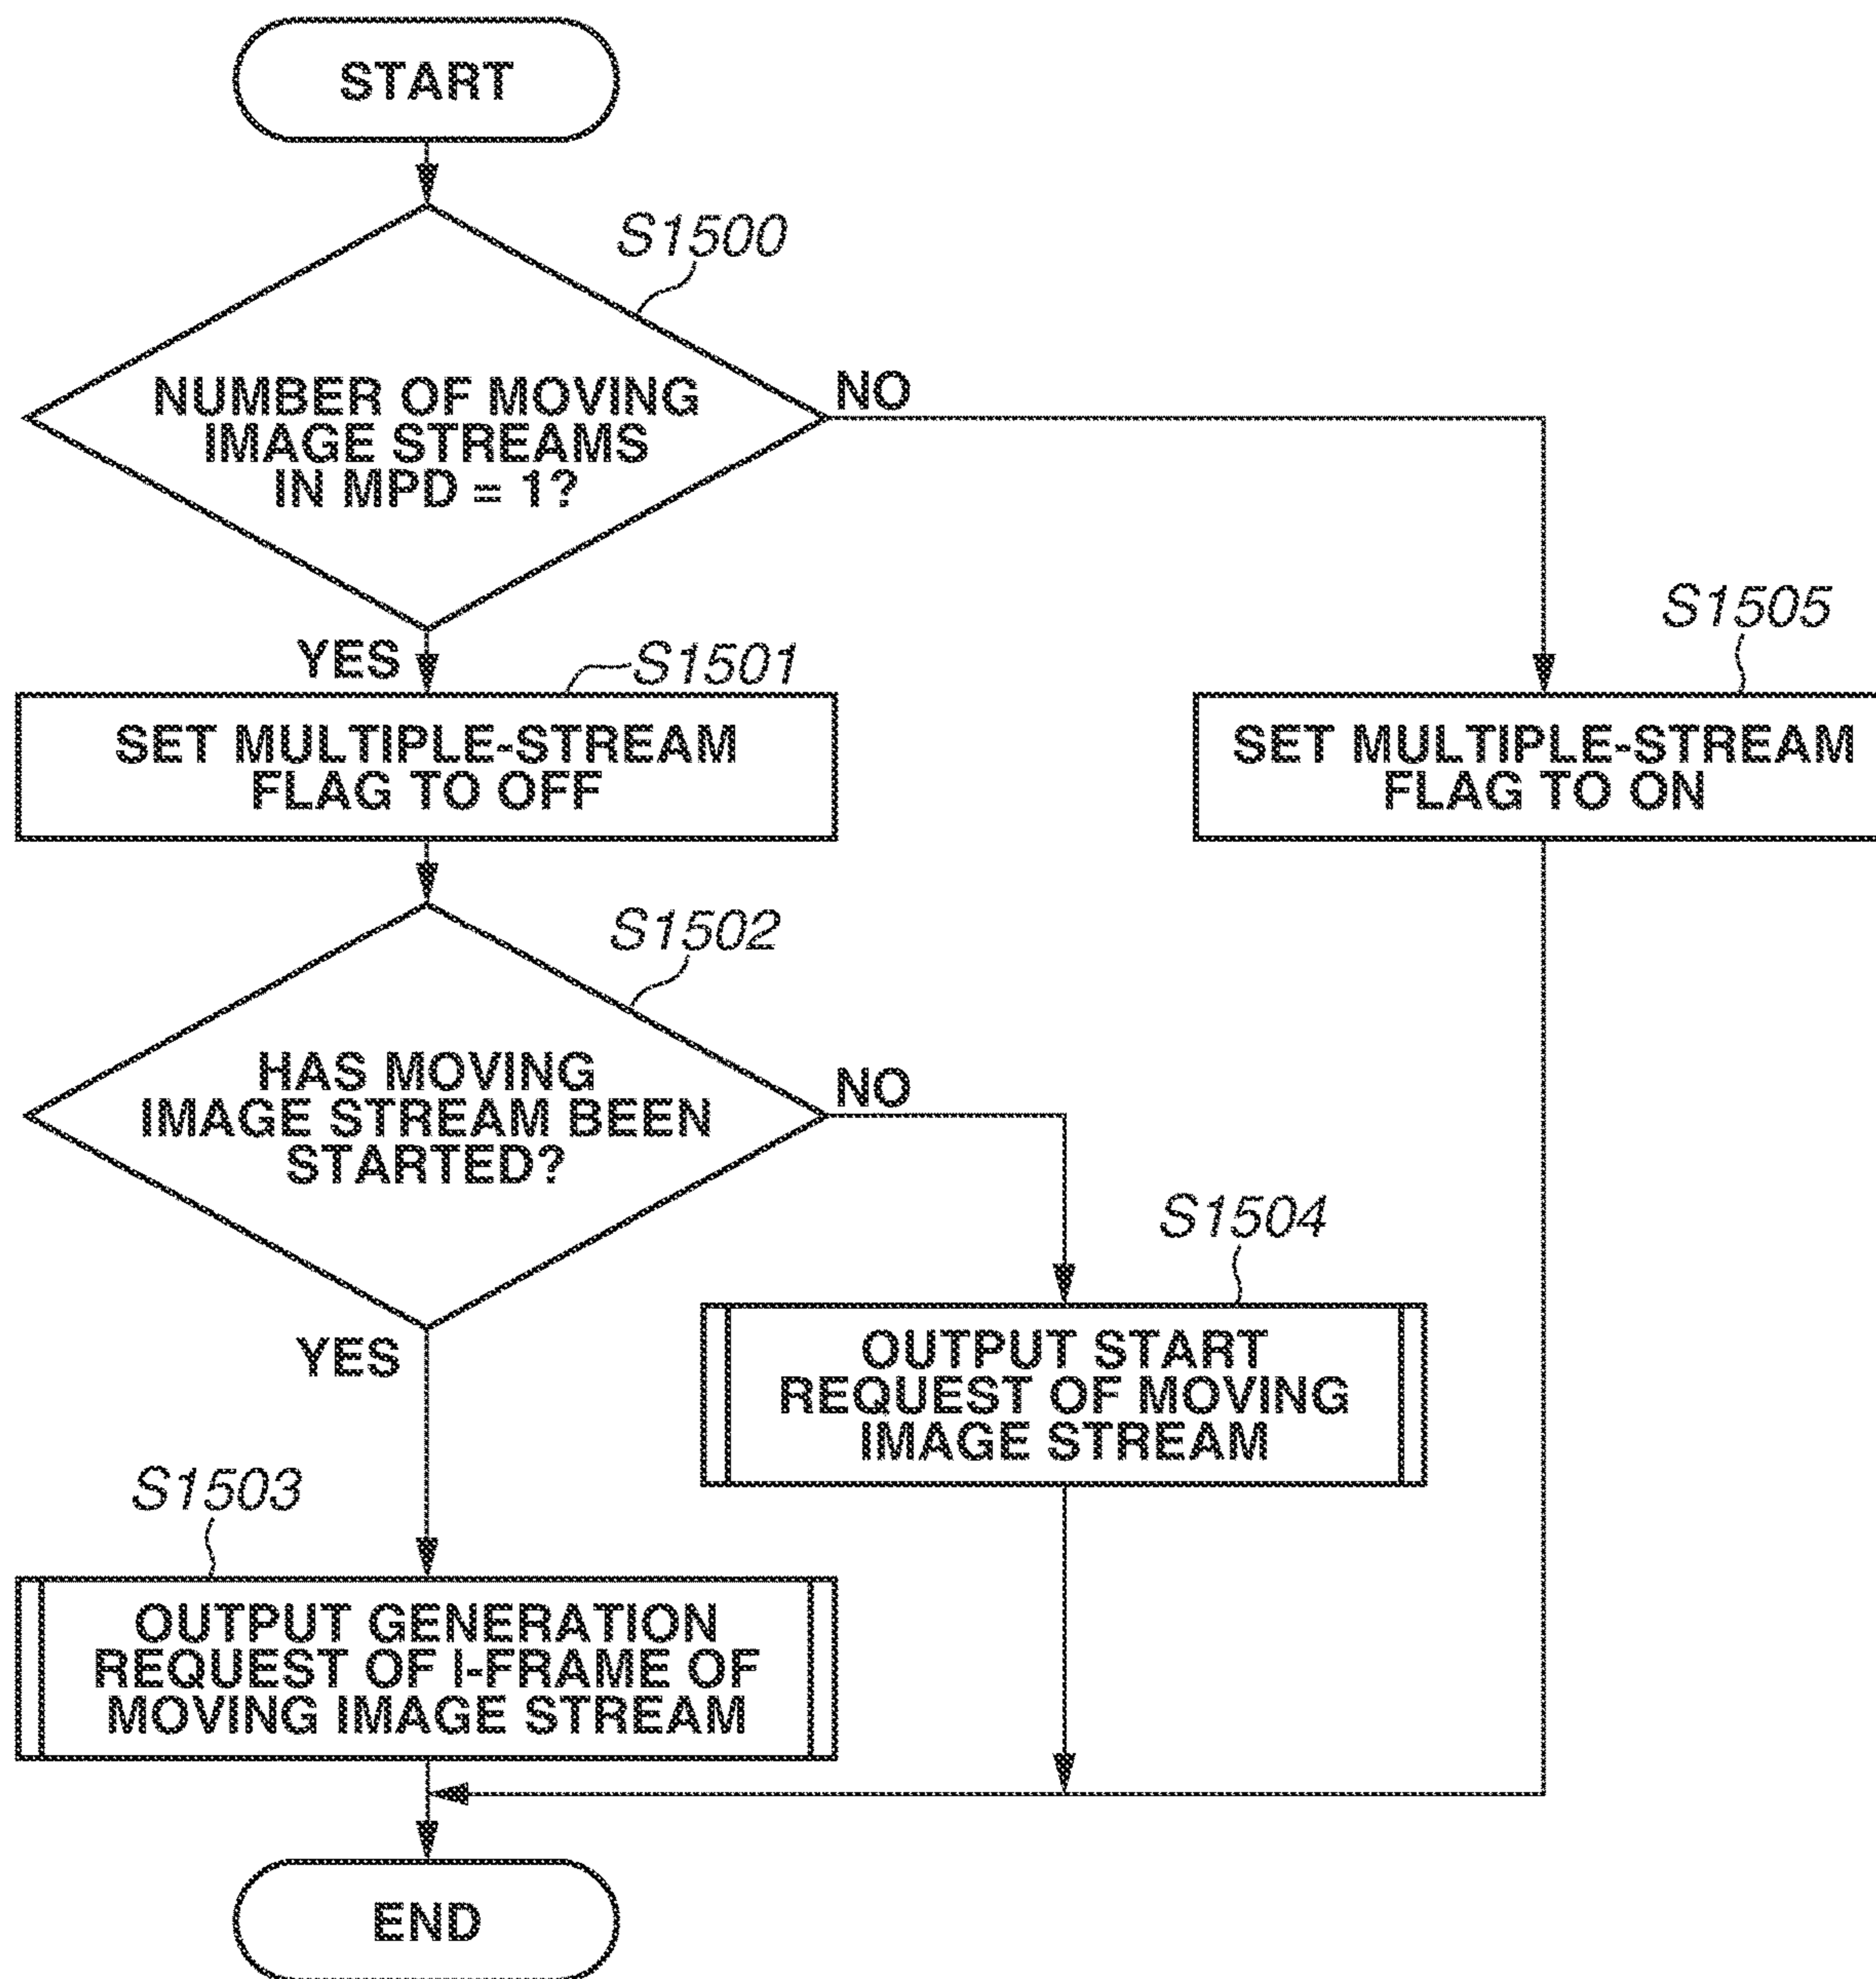 START
S1500
NUMBER OF MOVING
IMAGE STREAMS
IN MPD = 1?
NO
YES
S1501
S1505
SET MULTIPLE-STREAM
FLAG TO OFF
SET MULTIPLE-STREAM
FLAG TO ON
S1502
HAS MOVING
IMAGE STREAM BEEN
STARTED?
NO
YES
S1504
OUTPUT START
REQUEST OF MOVING
IMAGE STREAM
S1503
OUTPUT GENERATION
REQUEST OF I-FRAME OF
MOVING IMAGE STREAM
END